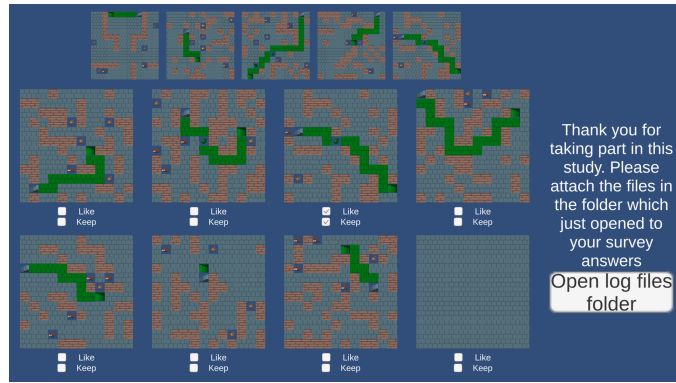 Thank you for
taking part in this
study. Please
attach the files in
the folder which
just opened to
your survey
answers
Open log files
folder
Like
Keep
Like
Keep
Like
Keep
Like
Keep
Like
Keep
Like
Keep
Like
Keep
Like
Keep